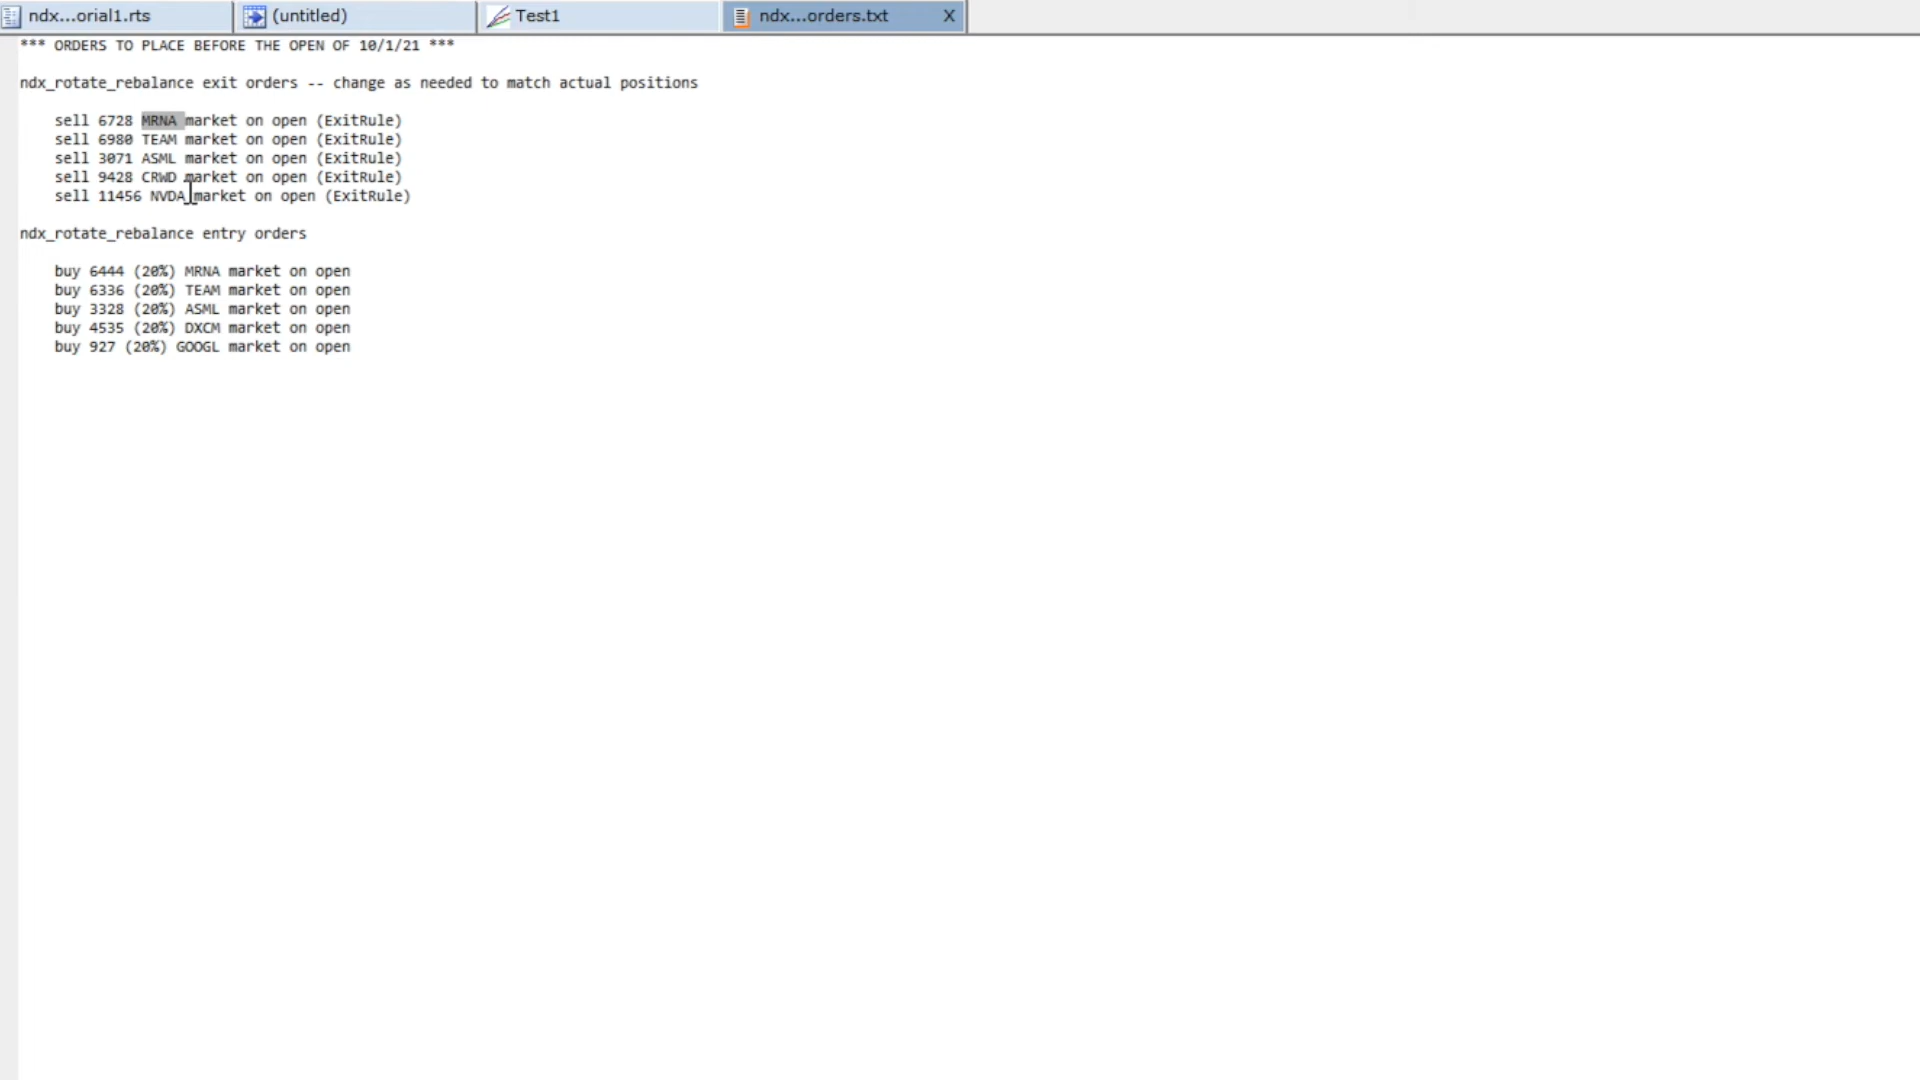 ndx...orial1.rts
(untitled)
Test1
ndx...orders.txt X
*** ORDERS TO PLACE BEFORE THE OPEN OF 10/1/21 ***
ndx_rotate_rebalance exit orders -- change as needed to match actual positions
sell 6728 MRNA market on open (ExitRule)
sell 6980 TEAM market on open (ExitRule)
sell 3071 ASML market on open (ExitRule)
sell 9428 CRWD market on open (ExitRule)
sell 11456 NVDA market on open (ExitRule)
ndx_rotate_rebalance entry orders
buy 6444 (20%) MRNA market on open
buy 6336 (20%) TEAM market on open
buy 3328 (20%) ASML market on open
buy 4535 (20%) DXCM market on open
buy 927 (20%) GOOGL market on open